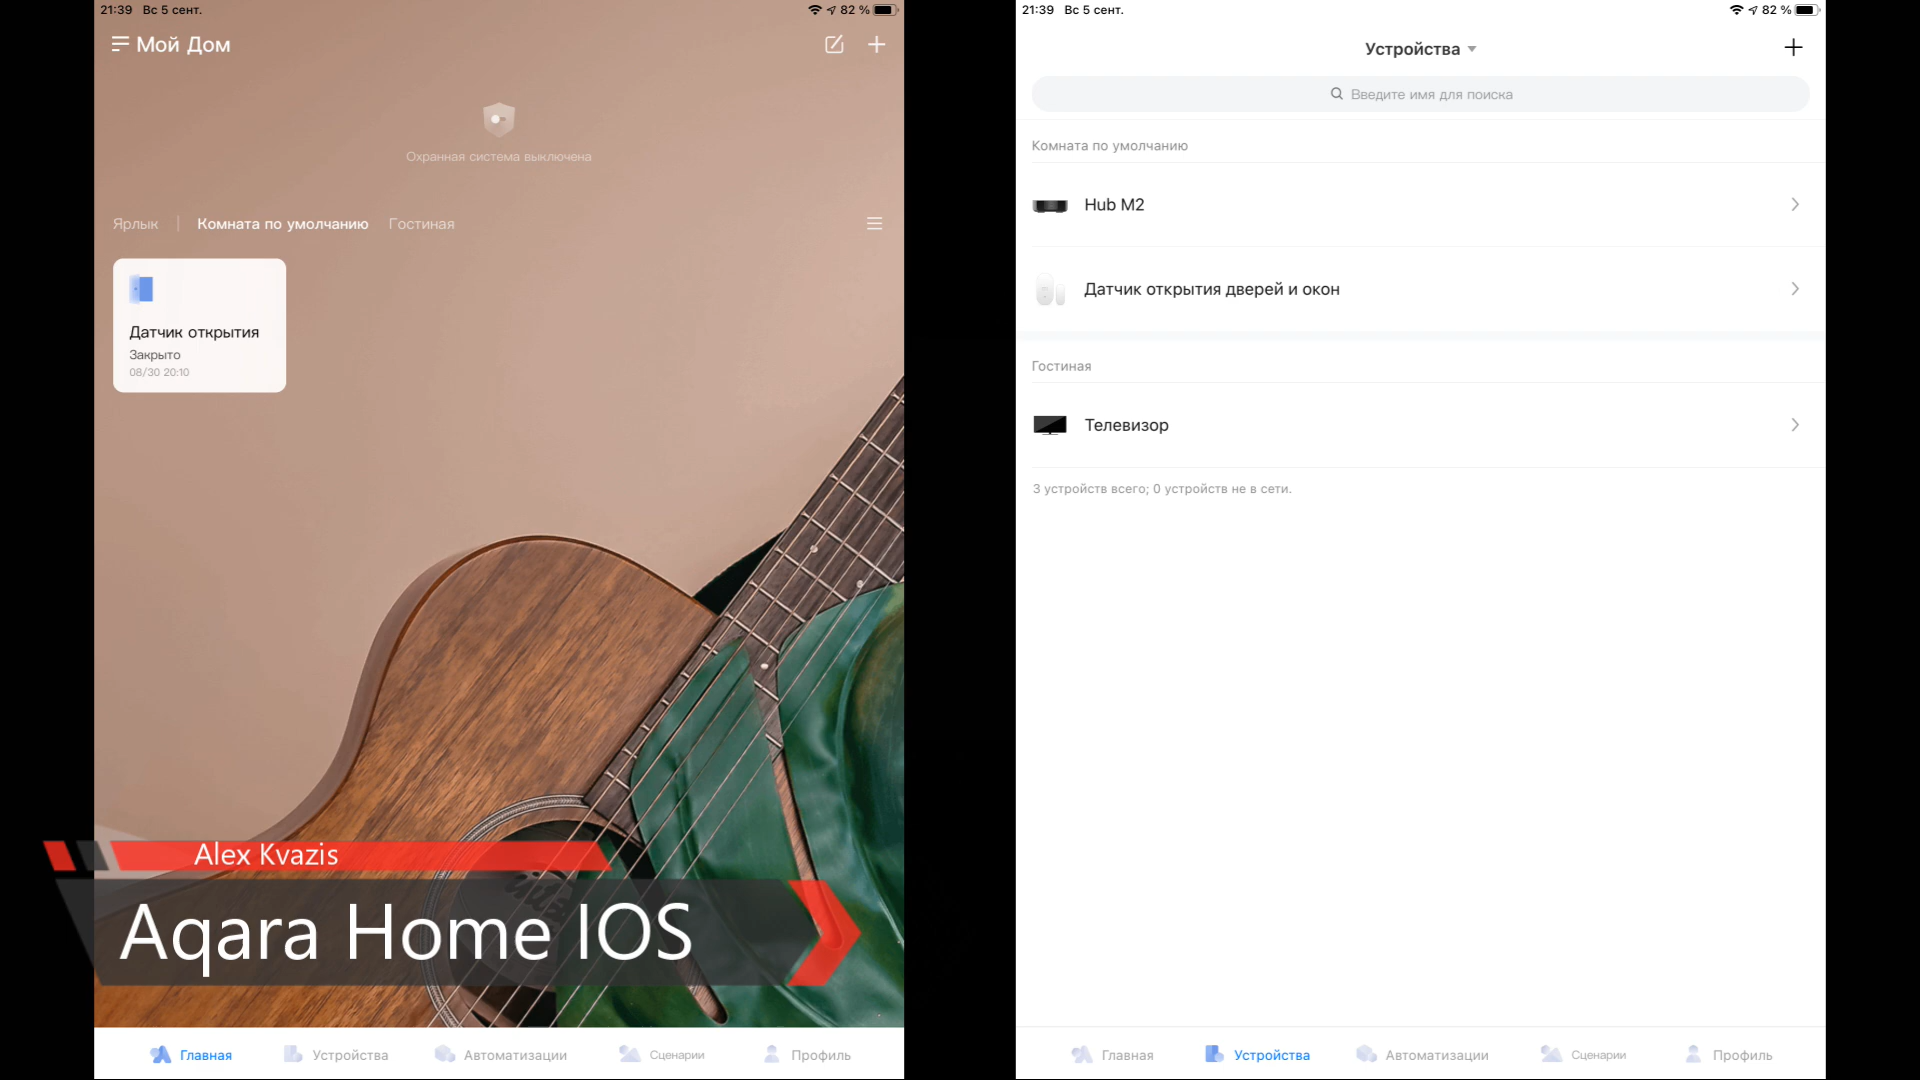 21:39 Вс 5 сент.
82 %
Мой Дом
Охранная система выключена
Ярлык
Комната по умолчанию
Гостиная
Датчик открытия
Закрыто
08/30 20:10
Alex Kvazis
Aqara Home IOS
Главная
Устройства
Автоматизации
Сценарии
Профиль
21:39 Вс 5 сент.
82 %
Устройства
Введите имя для поиска
Комната по умолчанию
Hub M2
Датчик открытия дверей и окон
Гостиная
Телевизор
3 устройств всего; 0 устройств не в сети.
Главная
Устройства
Автоматизации
Сценарии
Профиль